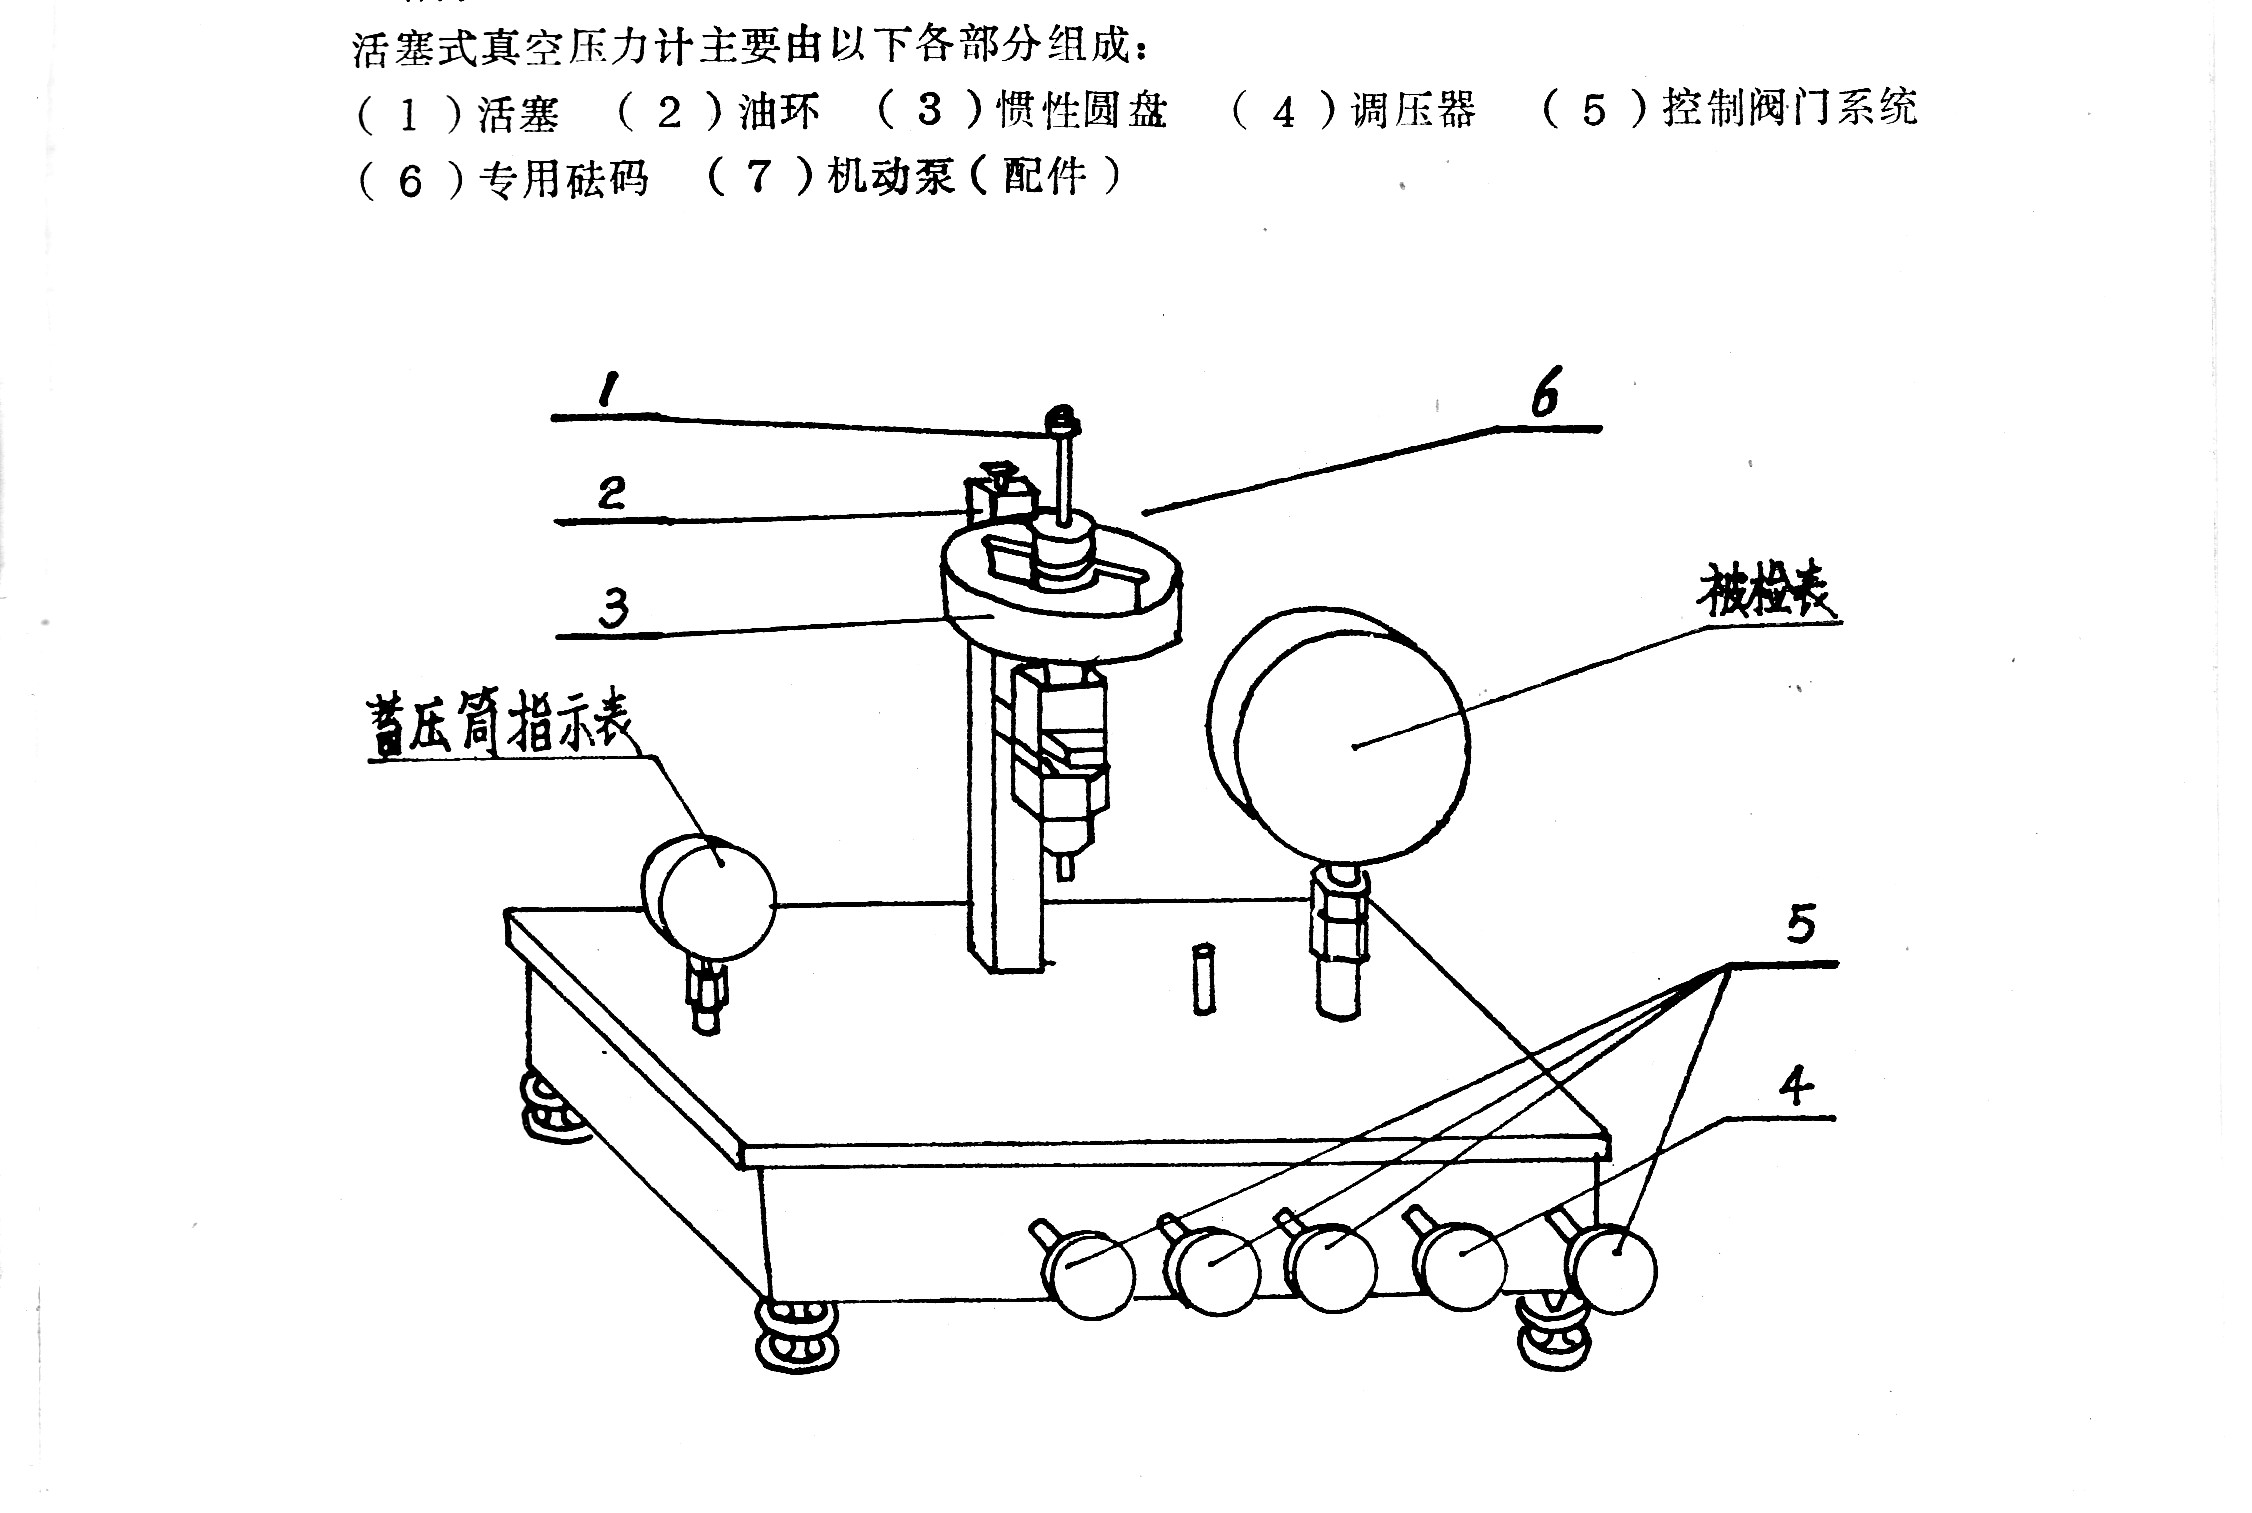 活塞式真空压力计主要由以下各部分组成：
（1）活塞 （2）油环 （3）惯性圆盘 （4）调压器 （5）控制阀门系统
（6）专用砝码 （7）机动泵（配件）
1
6
2
被检表
3
蓄压筒指示表
5
4